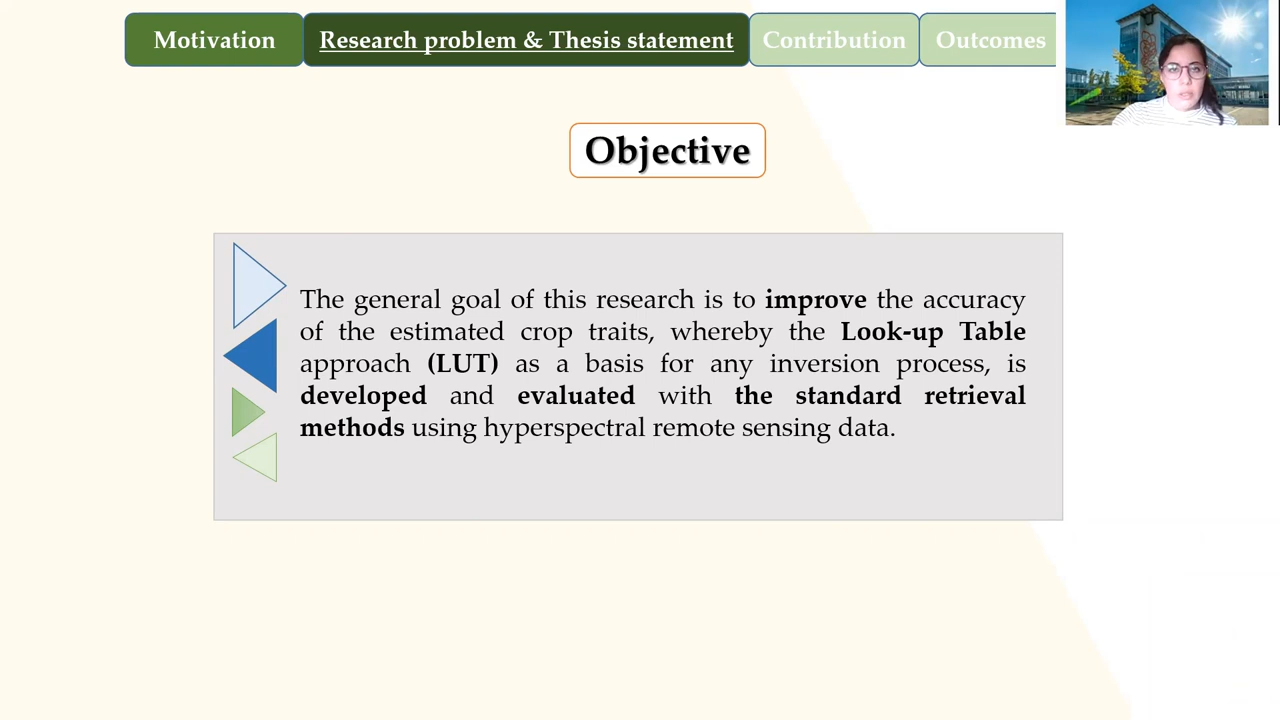 Motivation
Research problem & Thesis statement
Contribution
Outcomes
Objective
The general goal of this research is to improve the accuracy
of the estimated crop traits, whereby the Look-up Table
approach (LUT) as a basis for any inversion process, is
developed and evaluated with the standard retrieval
methods using hyperspectral remote sensing data.